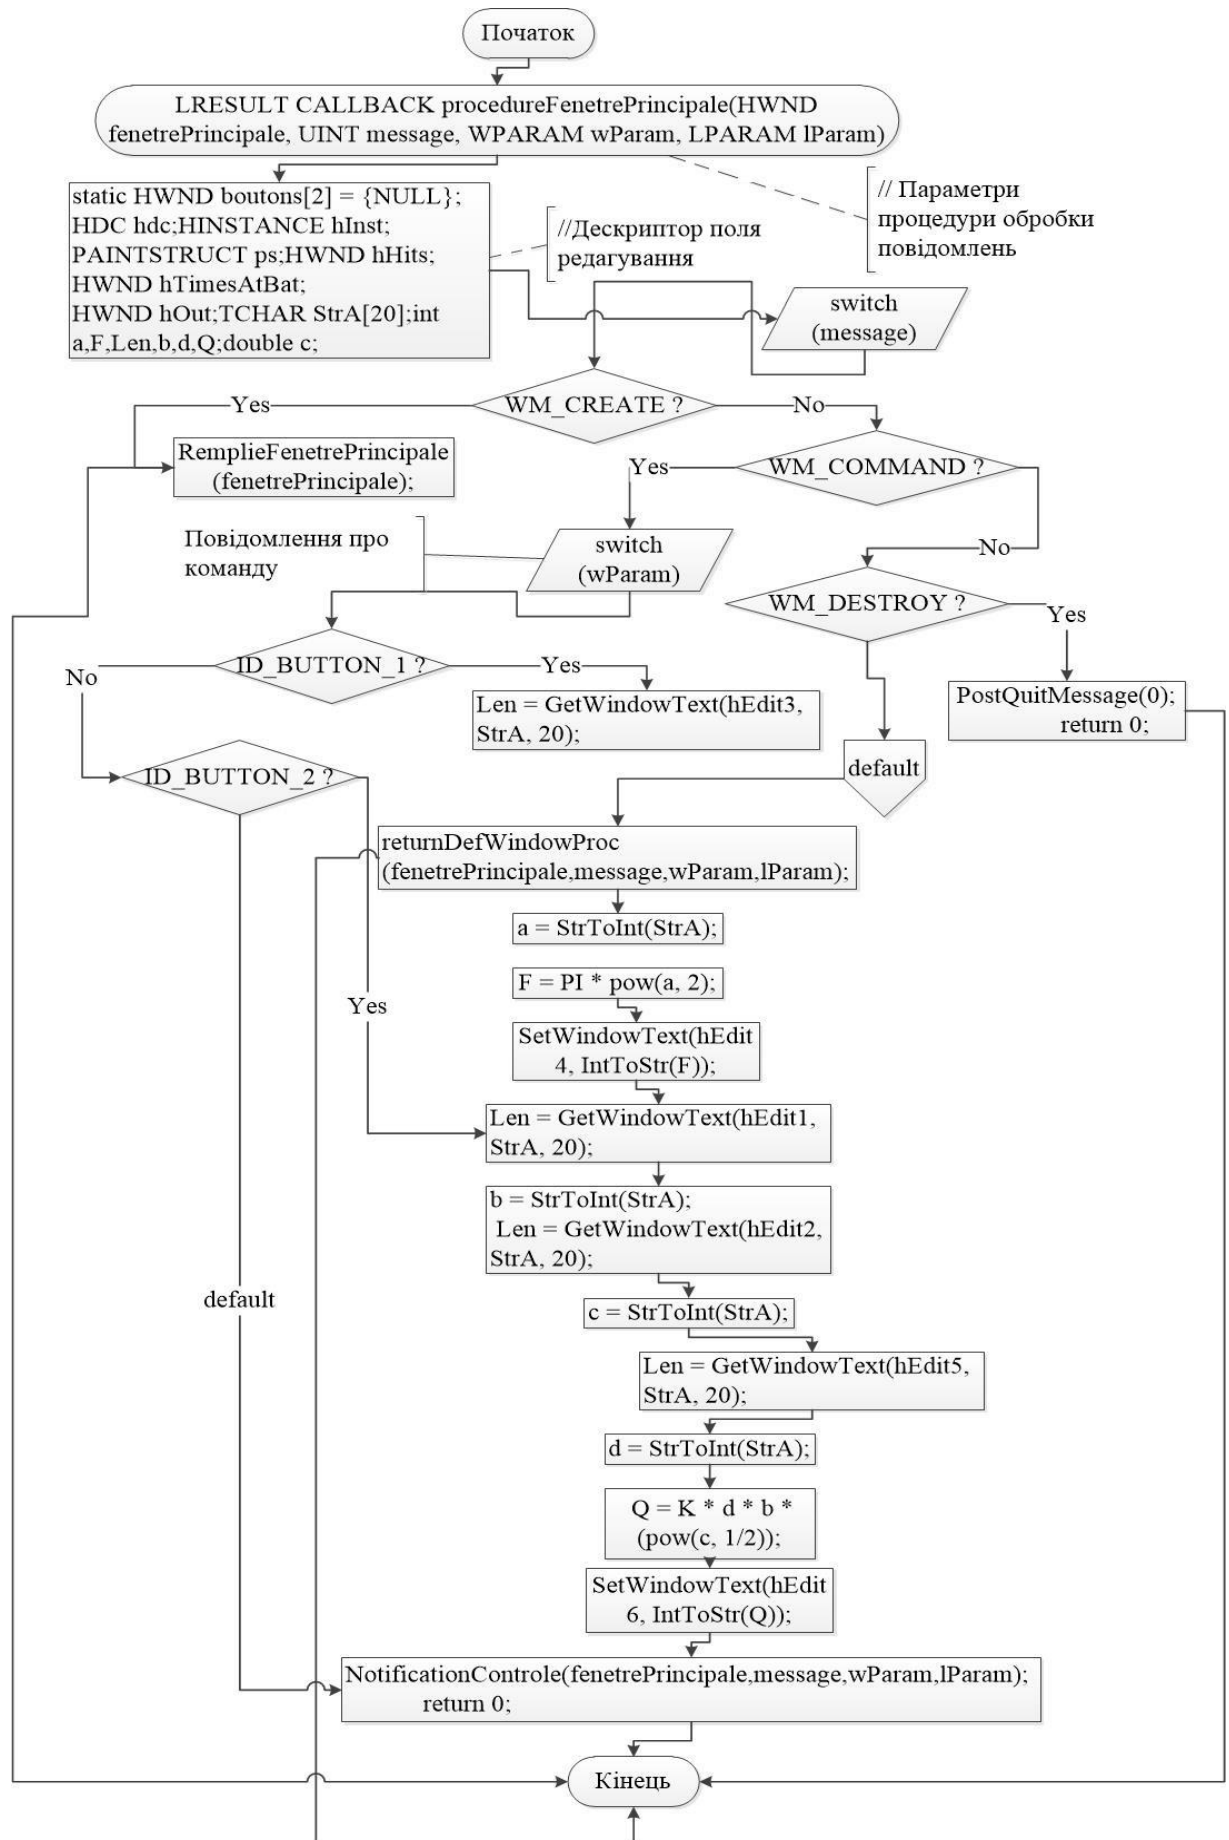 Початок
LRESULT CALLBACK procedureFenetrePrincipale(HWND
fenetrePrincipale, UINT message, WPARAM wParam, LPARAM lParam)
static HWND boutons[2] = {NULL};
HDC hdc;HINSTANCE hInst;
PAINTSTRUCT ps;HWND hHits;
HWND hTimesAtBat;
HWND hOut;TCHAR StrA[20];int
a,F,Len,b,d,Q;double c;
//Дескриптор поля
редагування
// Параметри
процедури обробки
повідомлень
switch
(message)
WM_CREATE ?
Yes
No
RemplieFenetrePrincipale
(fenetrePrincipale);
WM_COMMAND ?
Yes
No
Повідомлення про
команду
switch
(wParam)
WM_DESTROY ?
Yes
ID_BUTTON_1 ?
Yes
No
Len = GetWindowText(hEdit3,
StrA, 20);
PostQuitMessage(0);
return 0;
ID_BUTTON_2 ?
default
returnDefWindowProc
(fenetrePrincipale,message,wParam,lParam);
a = StrToInt(StrA);
F = PI * pow(a, 2);
Yes
SetWindowText(hEdit
4, IntToStr(F));
Len = GetWindowText(hEdit1,
StrA, 20);
b = StrToInt(StrA);
Len = GetWindowText(hEdit2,
StrA, 20);
default
c = StrToInt(StrA);
Len = GetWindowText(hEdit5,
StrA, 20);
d = StrToInt(StrA);
Q = K * d * b *
(pow(c, 1/2));
SetWindowText(hEdit
6, IntToStr(Q));
NotificationControle(fenetrePrincipale,message,wParam,lParam);
return 0;
Кінець